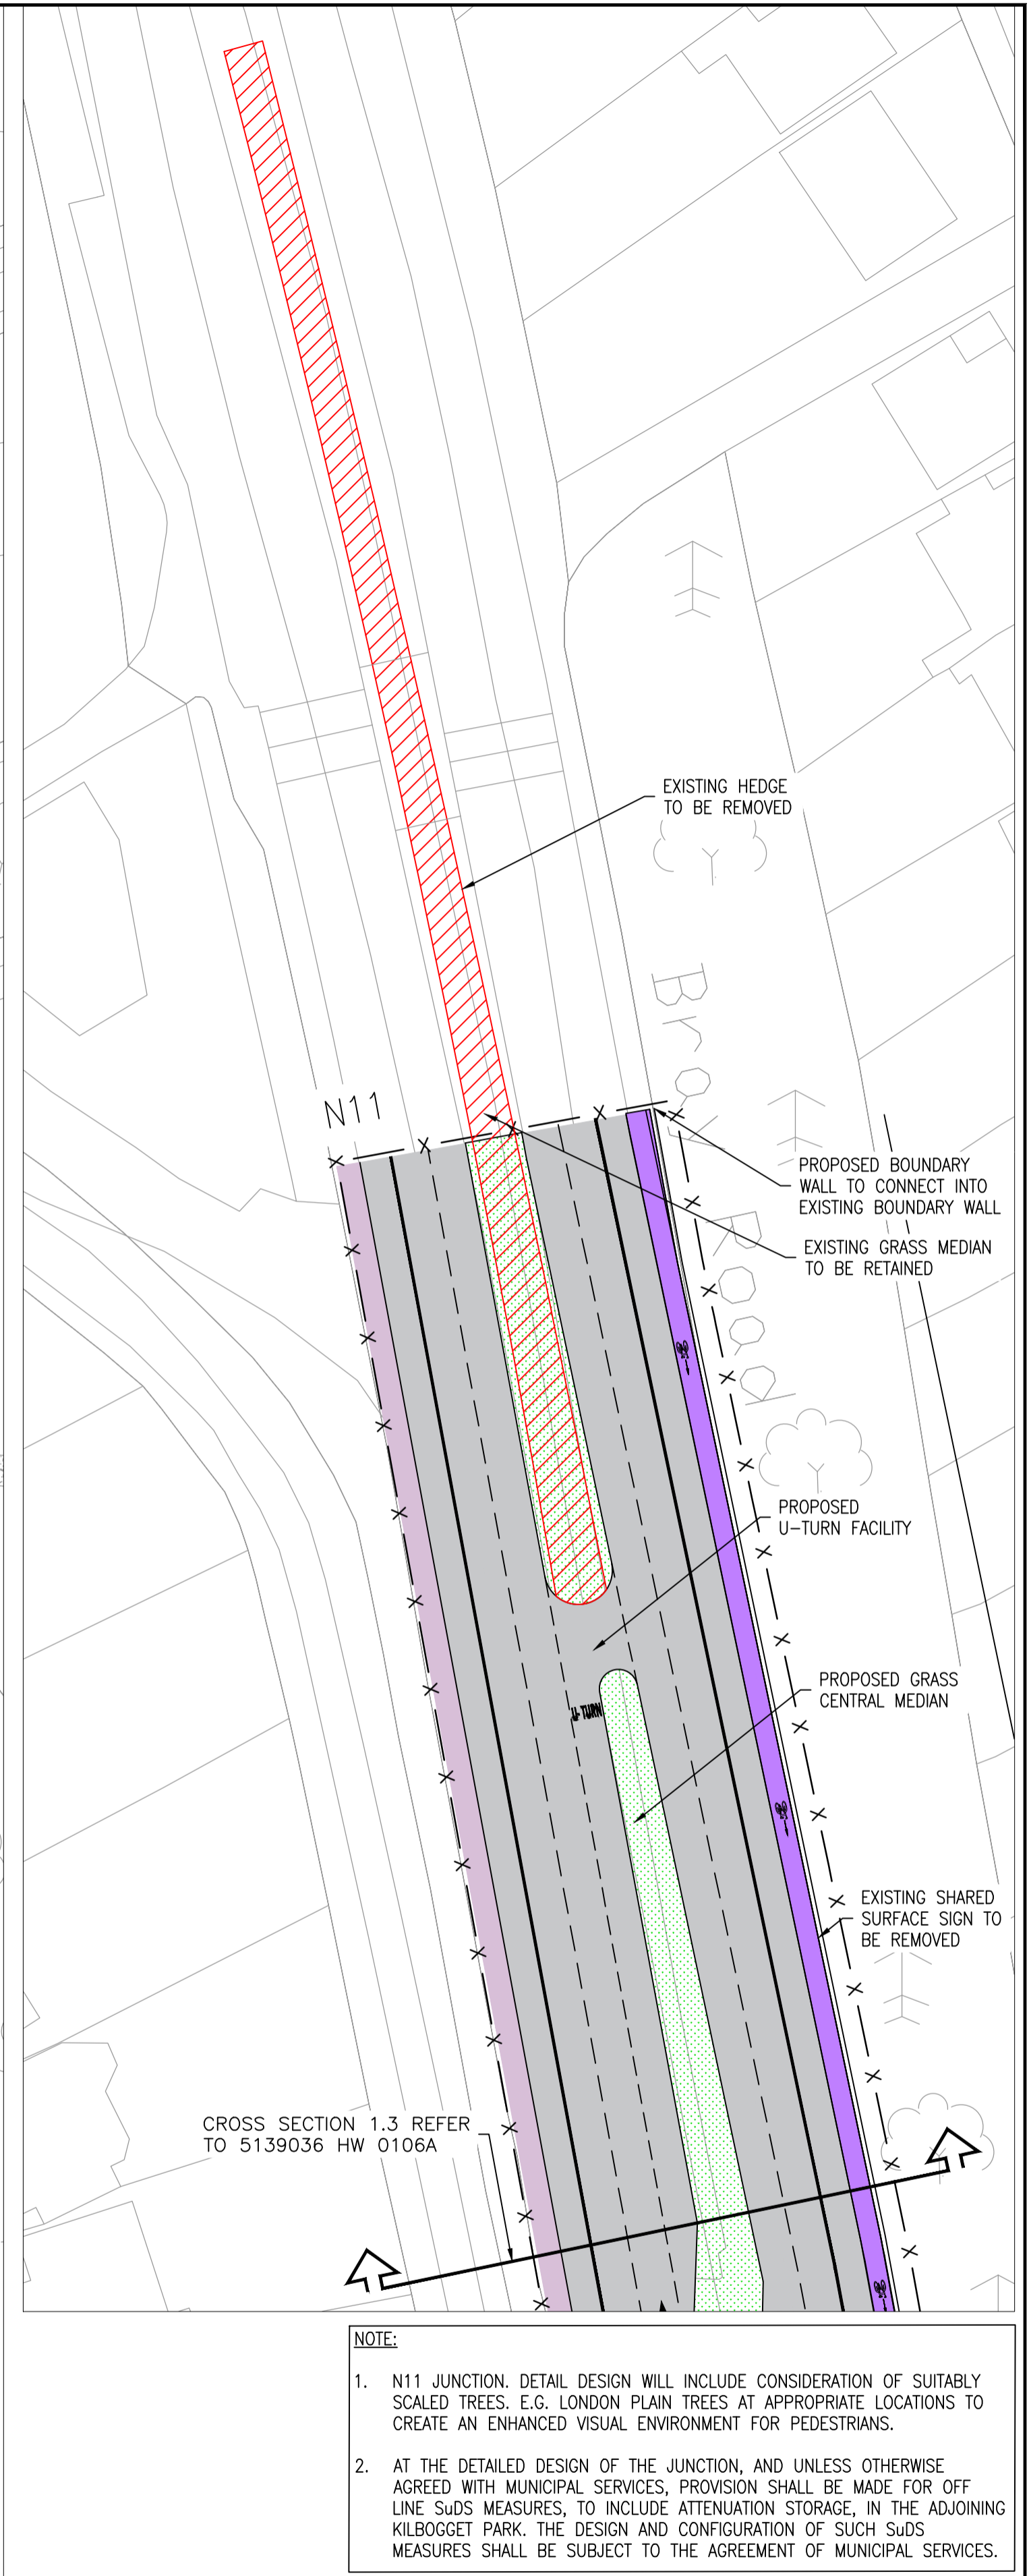 EXISTING HEDGE
TO BE REMOVED
N11
PROPOSED BOUNDARY
WALL TO CONNECT INTO
EXISTING BOUNDARY WALL
EXISTING GRASS MEDIAN
TO BE RETAINED
PROPOSED
U-TURN FACILITY
PROPOSED GRASS
CENTRAL MEDIAN
U-TURN
EXISTING SHARED
SURFACE SIGN TO
BE REMOVED
CROSS SECTION 1.3 REFER
TO 5139036 HW 0106A
NOTE:
1. N11 JUNCTION. DETAIL DESIGN WILL INCLUDE CONSIDERATION OF SUITABLY
SCALED TREES. E.G. LONDON PLAIN TREES AT APPROPRIATE LOCATIONS TO
CREATE AN ENHANCED VISUAL ENVIRONMENT FOR PEDESTRIANS.
2. AT THE DETAILED DESIGN OF THE JUNCTION, AND UNLESS OTHERWISE
AGREED WITH MUNICIPAL SERVICES, PROVISION SHALL BE MADE FOR OFF
LINE SuDS MEASURES, TO INCLUDE ATTENUATION STORAGE, IN THE ADJOINING
KILBOGGET PARK. THE DESIGN AND CONFIGURATION OF SUCH SuDS
MEASURES SHALL BE SUBJECT TO THE AGREEMENT OF MUNICIPAL SERVICES.